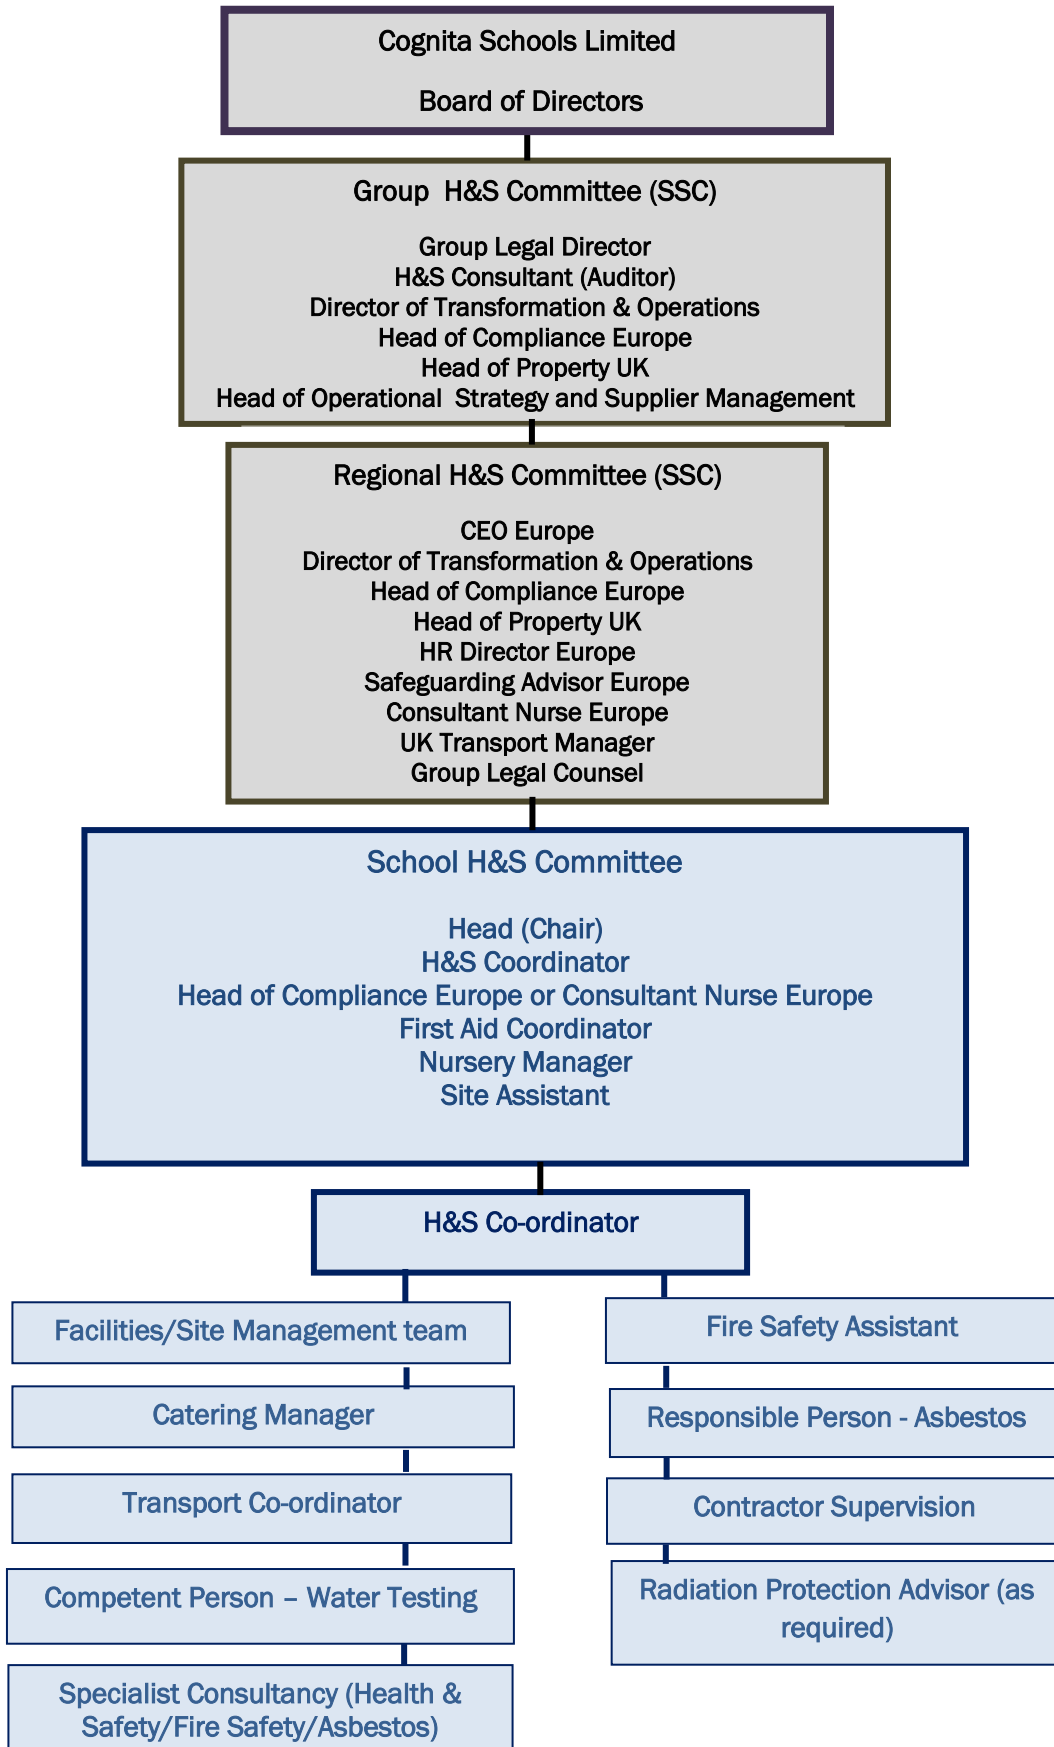 Cognita Schools Limited
Board of Directors
Group H&S Committee (SSC)
Group Legal Director
H&S Consultant (Auditor)
Director of Transformation & Operations
Head of Compliance Europe
Head of Property UK
Head of Operational Strategy and Supplier Management
Regional H&S Committee (SSC)
CEO Europe
Director of Transformation & Operations
Head of Compliance Europe
Head of Property UK
HR Director Europe
Safeguarding Advisor Europe
Consultant Nurse Europe
UK Transport Manager
Group Legal Counsel
School H&S Committee
Head (Chair)
H&S Coordinator
Head of Compliance Europe or Consultant Nurse Europe
First Aid Coordinator
Nursery Manager
Site Assistant
H&S Co-ordinator
Facilities/Site Management team
Catering Manager
Transport Co-ordinator
Competent Person – Water Testing
Specialist Consultancy (Health &
Safety/Fire Safety/Asbestos)
Fire Safety Assistant
Responsible Person - Asbestos
Contractor Supervision
Radiation Protection Advisor (as
required)